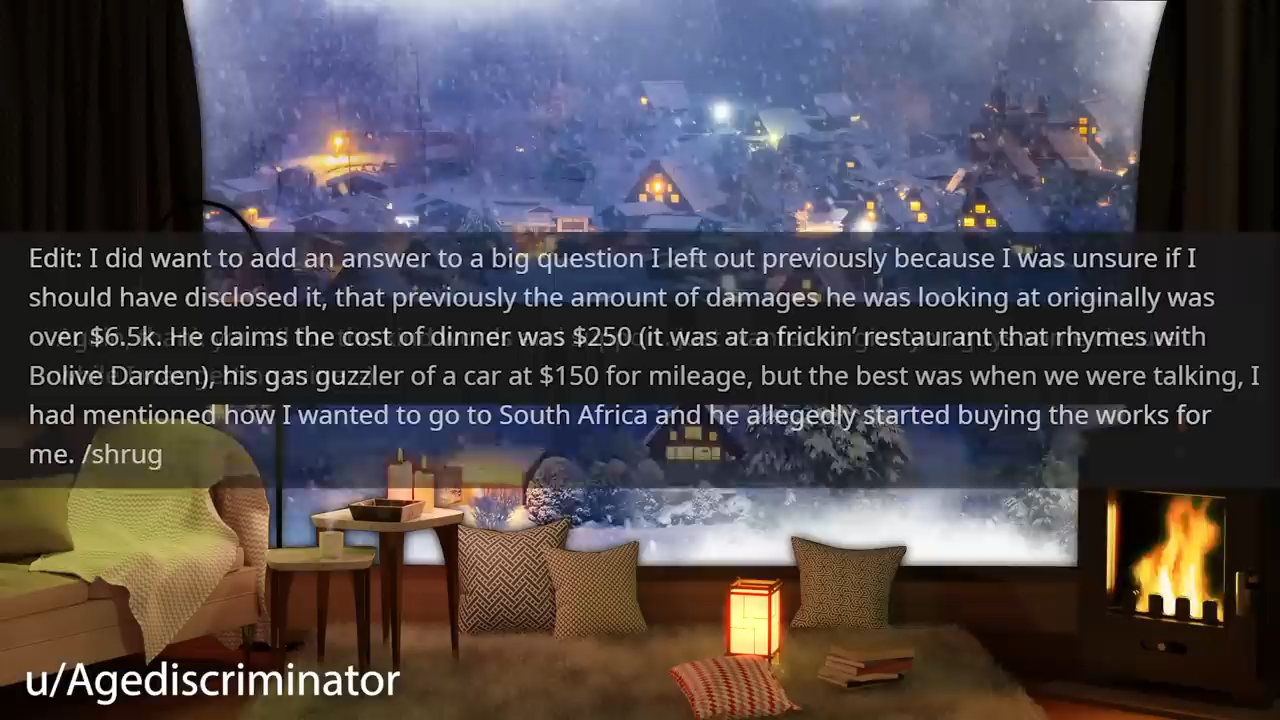 Edit: I did want to add an answer to a big question I left out previously because I was unsure if I
should have disclosed it, that previously the amount of damages he was looking at originally was
over $6.5k. He claims the cost of dinner was $250 (it was at a frickin’ restaurant that rhymes with
Bolive Darden), his gas guzzler of a car at $150 for mileage, but the best was when we were talking, I
had mentioned how I wanted to go to South Africa and he allegedly started buying the works for
me. /shrug
u/Agediscriminator